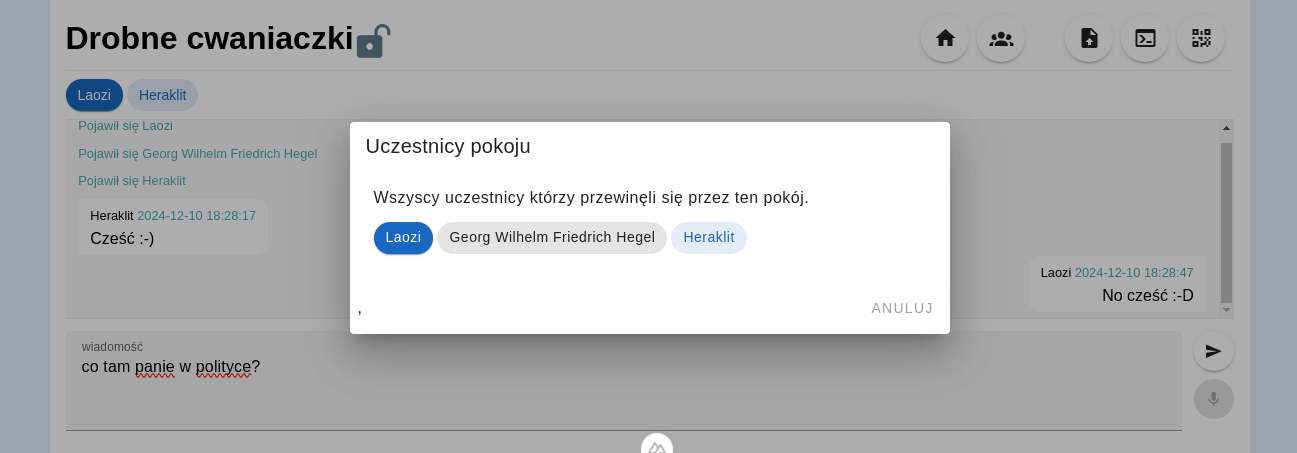 Drobne cwaniaczki
Laozi Heraklit
Pojawił się Laozi
Pojawił się Georg Wilhelm Friedrich Hegel
Pojawił się Heraklit
Heraklit 2024-12-10 18:28:17
Cześć :-)
Uczestnicy pokoju
Wszyscy uczestnicy którzy przewinęli się przez ten pokój.
Laozi Georg Wilhelm Friedrich Hegel Heraklit
, ANULUJ
Laozi 2024-12-10 18:28:47
No cześć :-D
wiadomość
co tam panie w polityce?